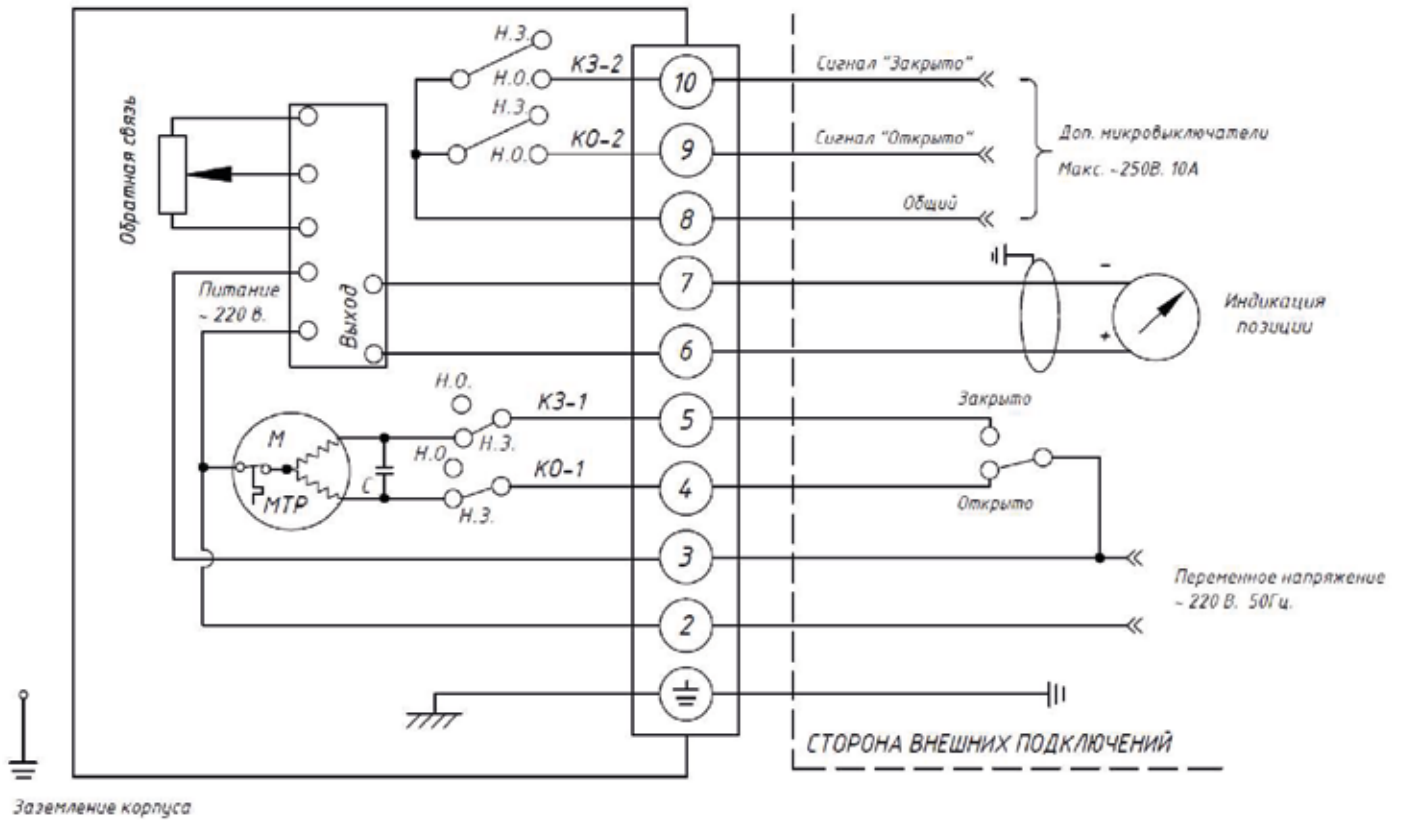 Н.З.
КЗ-2
Н.О.
10
Сигнал "Закрыто"
Н.З.
КО-2
Н.О.
9
Сигнал "Открыто"
Доп. микровыключатели
Макс. ~250В. 10А
8
Общий
Обратная связь
Питание
~ 220 в.
Выход
7
-
Индикация
позиции
6
+
Н.О.
КЗ-1
Н.З.
5
Закрыто
М
МТР
С
Н.О.
КО-1
Н.З.
4
Открыто
3
Переменное напряжение
~ 220 В. 50Гц.
2
СТОРОНА ВНЕШНИХ ПОДКЛЮЧЕНИЙ
Заземление корпуса